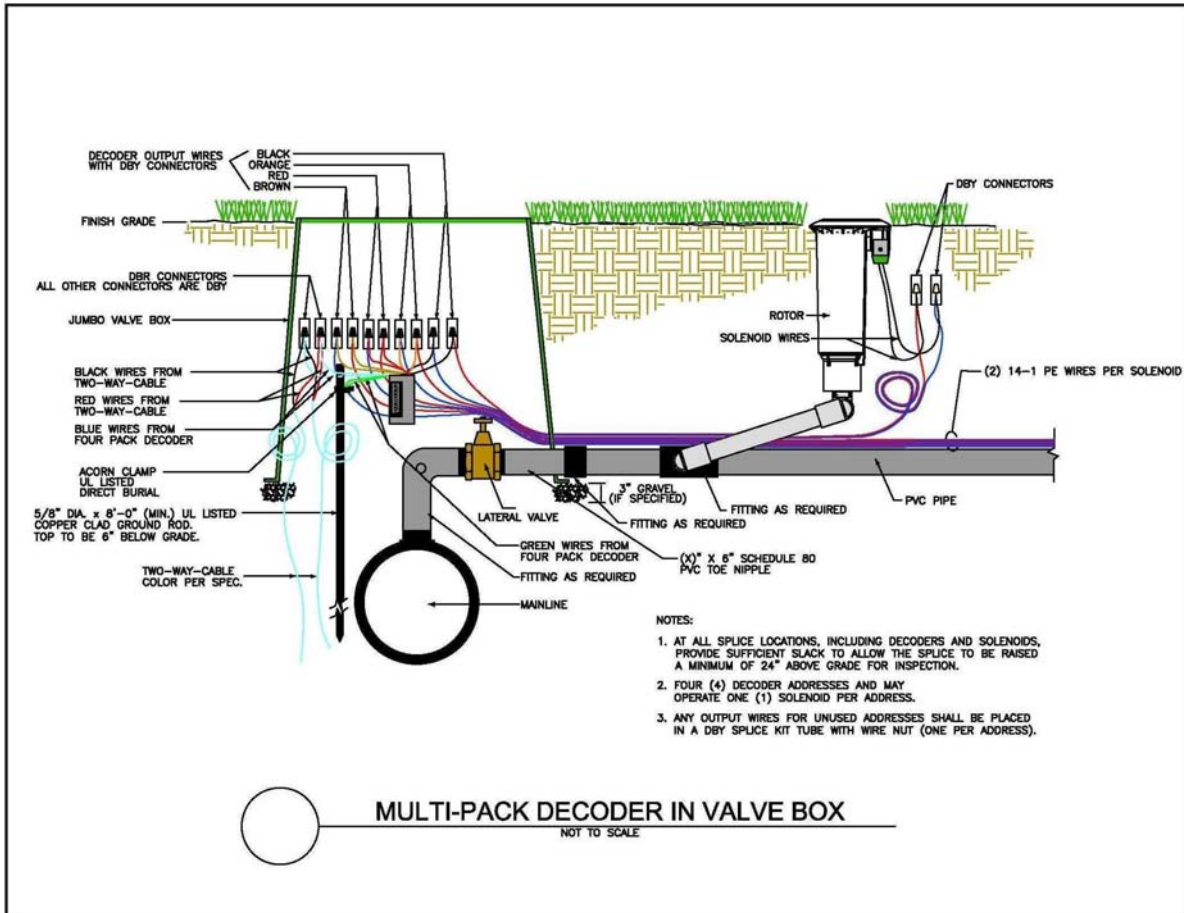 DECODER OUTPUT WIRES
WITH DBY CONNECTORS
BLACK
ORANGE
RED
BROWN
FINISH GRADE
DBR CONNECTORS
ALL OTHER CONNECTORS ARE DBY
JUMBO VALVE BOX
BLACK WIRES FROM
TWO-WAY-CABLE
RED WIRES FROM
TWO-WAY-CABLE
BLUE WIRES FROM
FOUR PACK DECODER
ACORN CLAMP
UL LISTED
DIRECT BURIAL
5/8" DIA. x 8'-0" (MIN.) UL LISTED
COPPER CLAD GROUND ROD.
TOP TO BE 6" BELOW GRADE.
TWO-WAY-CABLE
COLOR PER SPEC.
DBY CONNECTORS
ROTOR
SOLENOID WIRES
(2) 14-1 PE WIRES PER SOLENOID
PVC PIPE
3" GRAVEL
(IF SPECIFIED)
FITTING AS REQUIRED
FITTING AS REQUIRED
LATERAL VALVE
GREEN WIRES FROM
FOUR PACK DECODER
(X)" X 6" SCHEDULE 80
PVC TOE NIPPLE
FITTING AS REQUIRED
MAINLINE
NOTES:
1. AT ALL SPLICE LOCATIONS, INCLUDING DECODERS AND SOLENOIDS,
PROVIDE SUFFICIENT SLACK TO ALLOW THE SPLICE TO BE RAISED
A MINIMUM OF 24" ABOVE GRADE FOR INSPECTION.
2. FOUR (4) DECODER ADDRESSES AND MAY
OPERATE ONE (1) SOLENOID PER ADDRESS.
3. ANY OUTPUT WIRES FOR UNUSED ADDRESSES SHALL BE PLACED
IN A DBY SPLICE KIT TUBE WITH WIRE NUT (ONE PER ADDRESS).
MULTI-PACK DECODER IN VALVE BOX
NOT TO SCALE